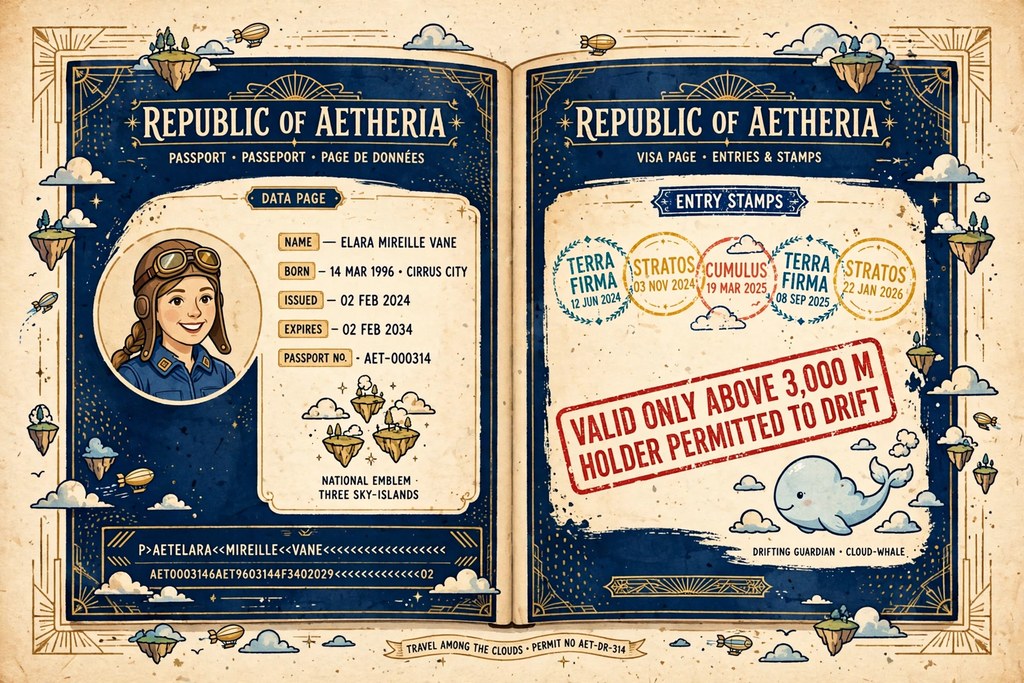 REPUBLIC OF AETHERIA
PASSPORT · PASSEPORT · PAGE DE DONNÉES
DATA PAGE
NAME — ELARA MIREILLE VANE
BORN – 14 MAR 1996 · CIRRUS CITY
ISSUED – 02 FEB 2024
EXPIRES – 02 FEB 2034
PASSPORT NO. · AET-000314
NATIONAL EMBLEM ·
THREE SKY-ISLANDS
P>AETELARA<<MIREILLE<<VANE<<<<<<<<<<<<<<<<<<<
AET0003146AET9603144F3402029<<<<<<<<<<<<<02
REPUBLIC OF AETHERIA
VISA PAGE · ENTRIES & STAMPS
ENTRY STAMPS
TERRA
FIRMA
12 JUN 2024
STRATOS
03 NOV 2024
CUMULUS
19 MAR 2025
TERRA
FIRMA
08 SEP 2025
STRATOS
22 JAN 2026
VALID ONLY ABOVE 3,000 M
HOLDER PERMITTED TO DRIFT
DRIFTING GUARDIAN · CLOUD-WHALE
TRAVEL AMONG THE CLOUDS · PERMIT NO AET-DR-314